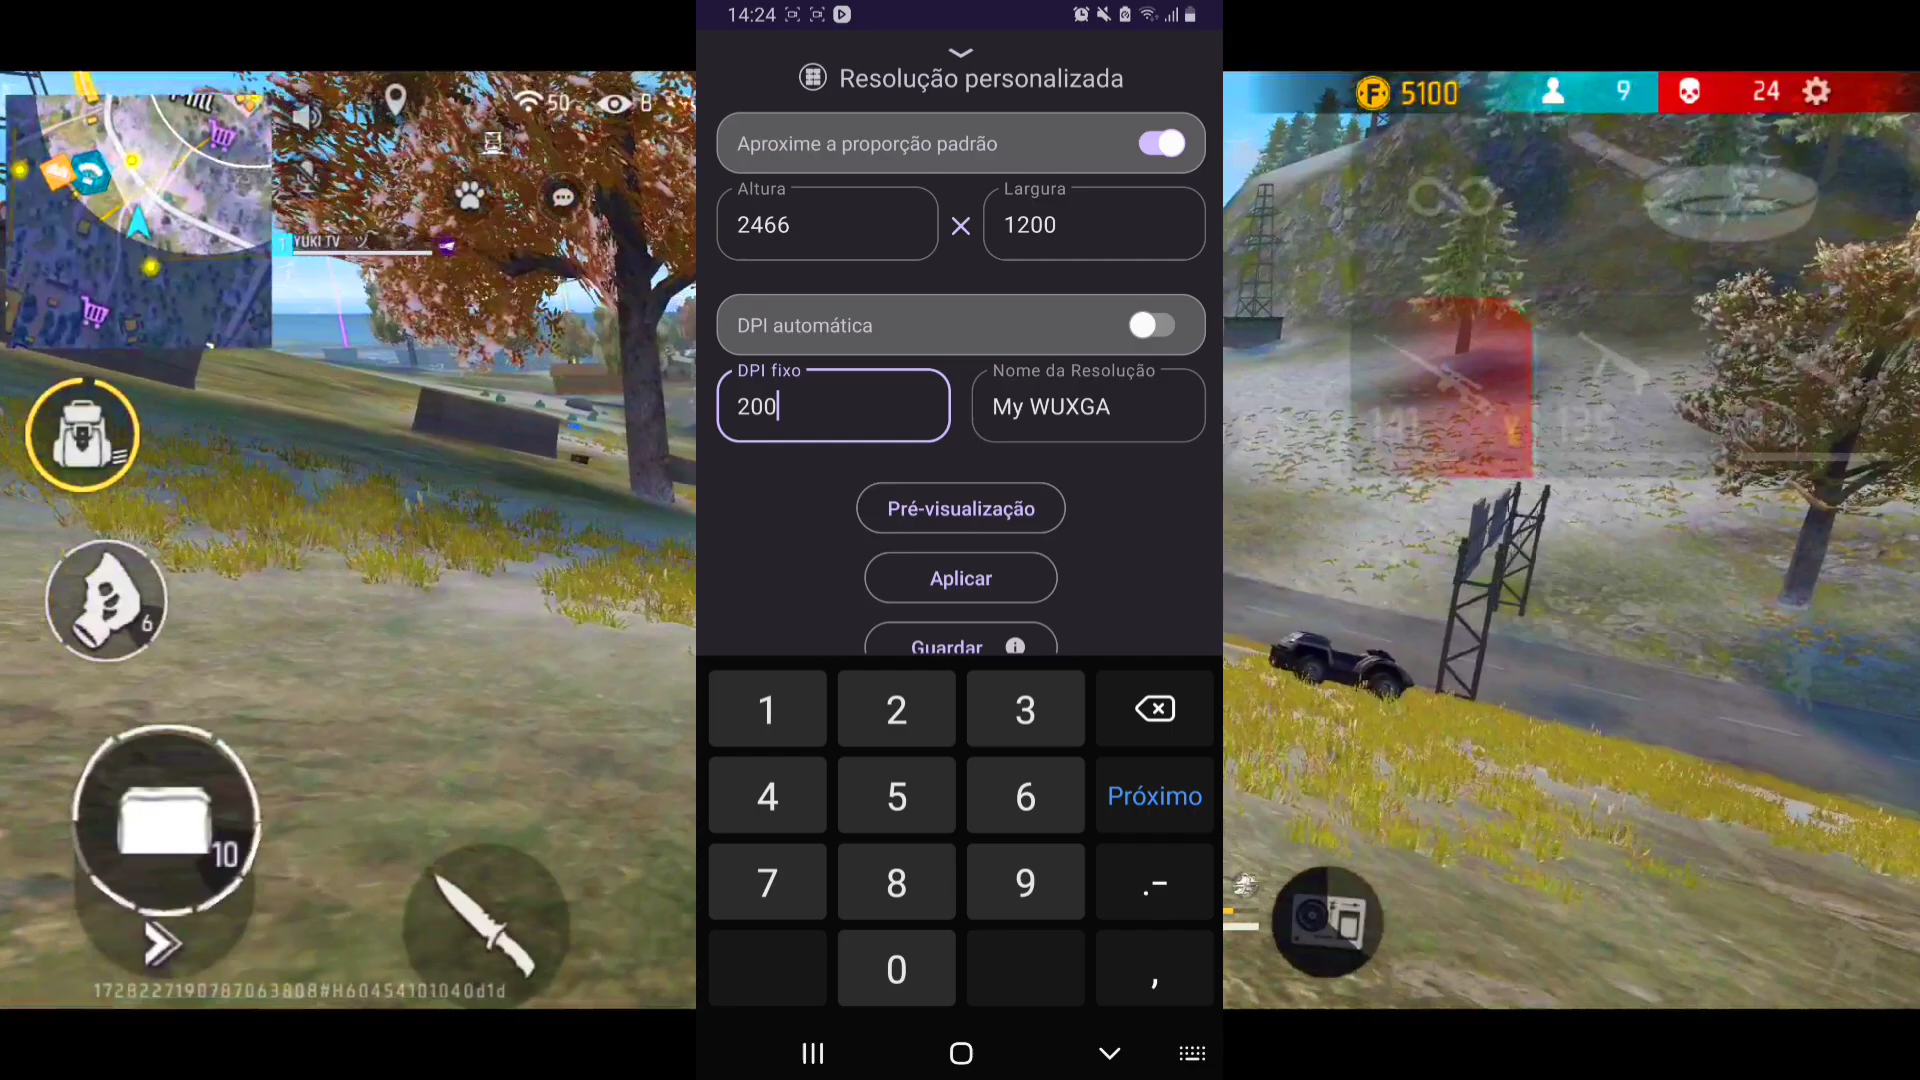 14:24
Resolução personalizada
Aproxime a proporção padrão
Altura
2466
Largura
1200
DPI automática
DPI fixo
200
Nome da Resolução
My WUXGA
Pré-visualização
Aplicar
Guardar
1 2 3
4 5 6 Próximo
7 8 9 .-
0 ,
50
YUKI TV
6
10
1728227190787063808#H60454101040d1d
5100
9
24